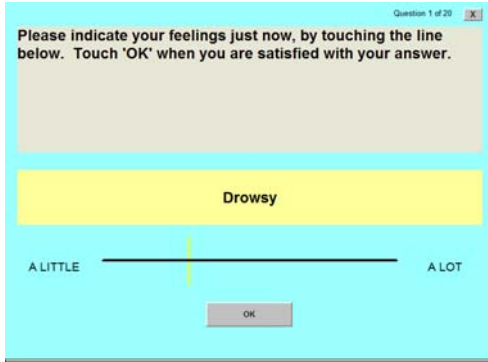 Question 1 of 20 X
Please indicate your feelings just now, by touching the line
below. Touch 'OK' when you are satisfied with your answer.
Drowsy
A LITTLE A LOT
OK